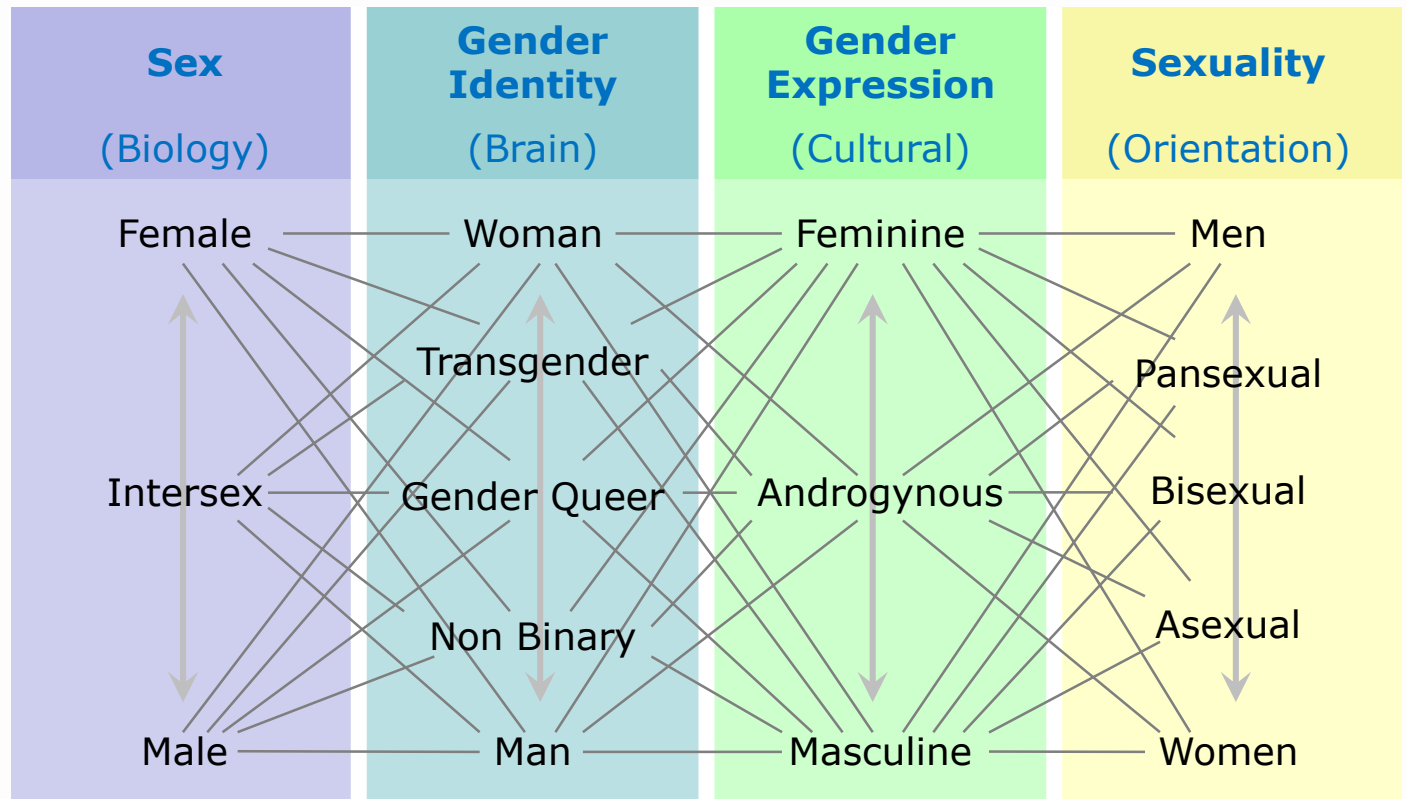 Sex
(Biology)
Female
Intersex
Male
Gender
Identity
(Brain)
Woman
Transgender
Gender Queer
Non Binary
Man
Gender
Expression
(Cultural)
Feminine
Androgynous
Masculine
Sexuality
(Orientation)
Men
Pansexual
Bisexual
Asexual
Women